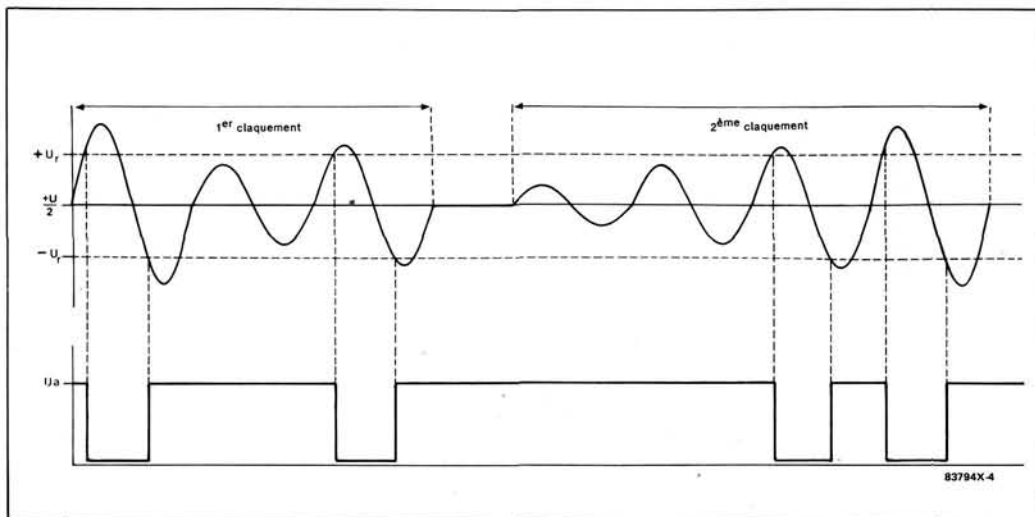 1er claquement
2ème claquement
+Ur
+U
2
-Ur
Ua
83794X-4